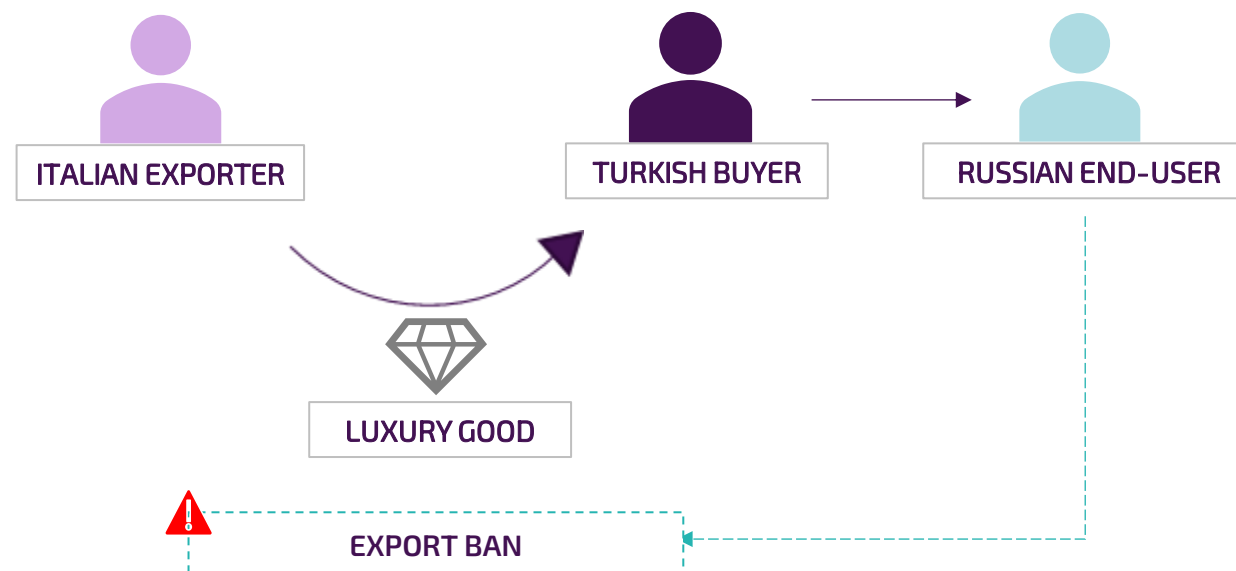 ITALIAN EXPORTER
TURKISH BUYER
RUSSIAN END-USER
LUXURY GOOD
EXPORT BAN